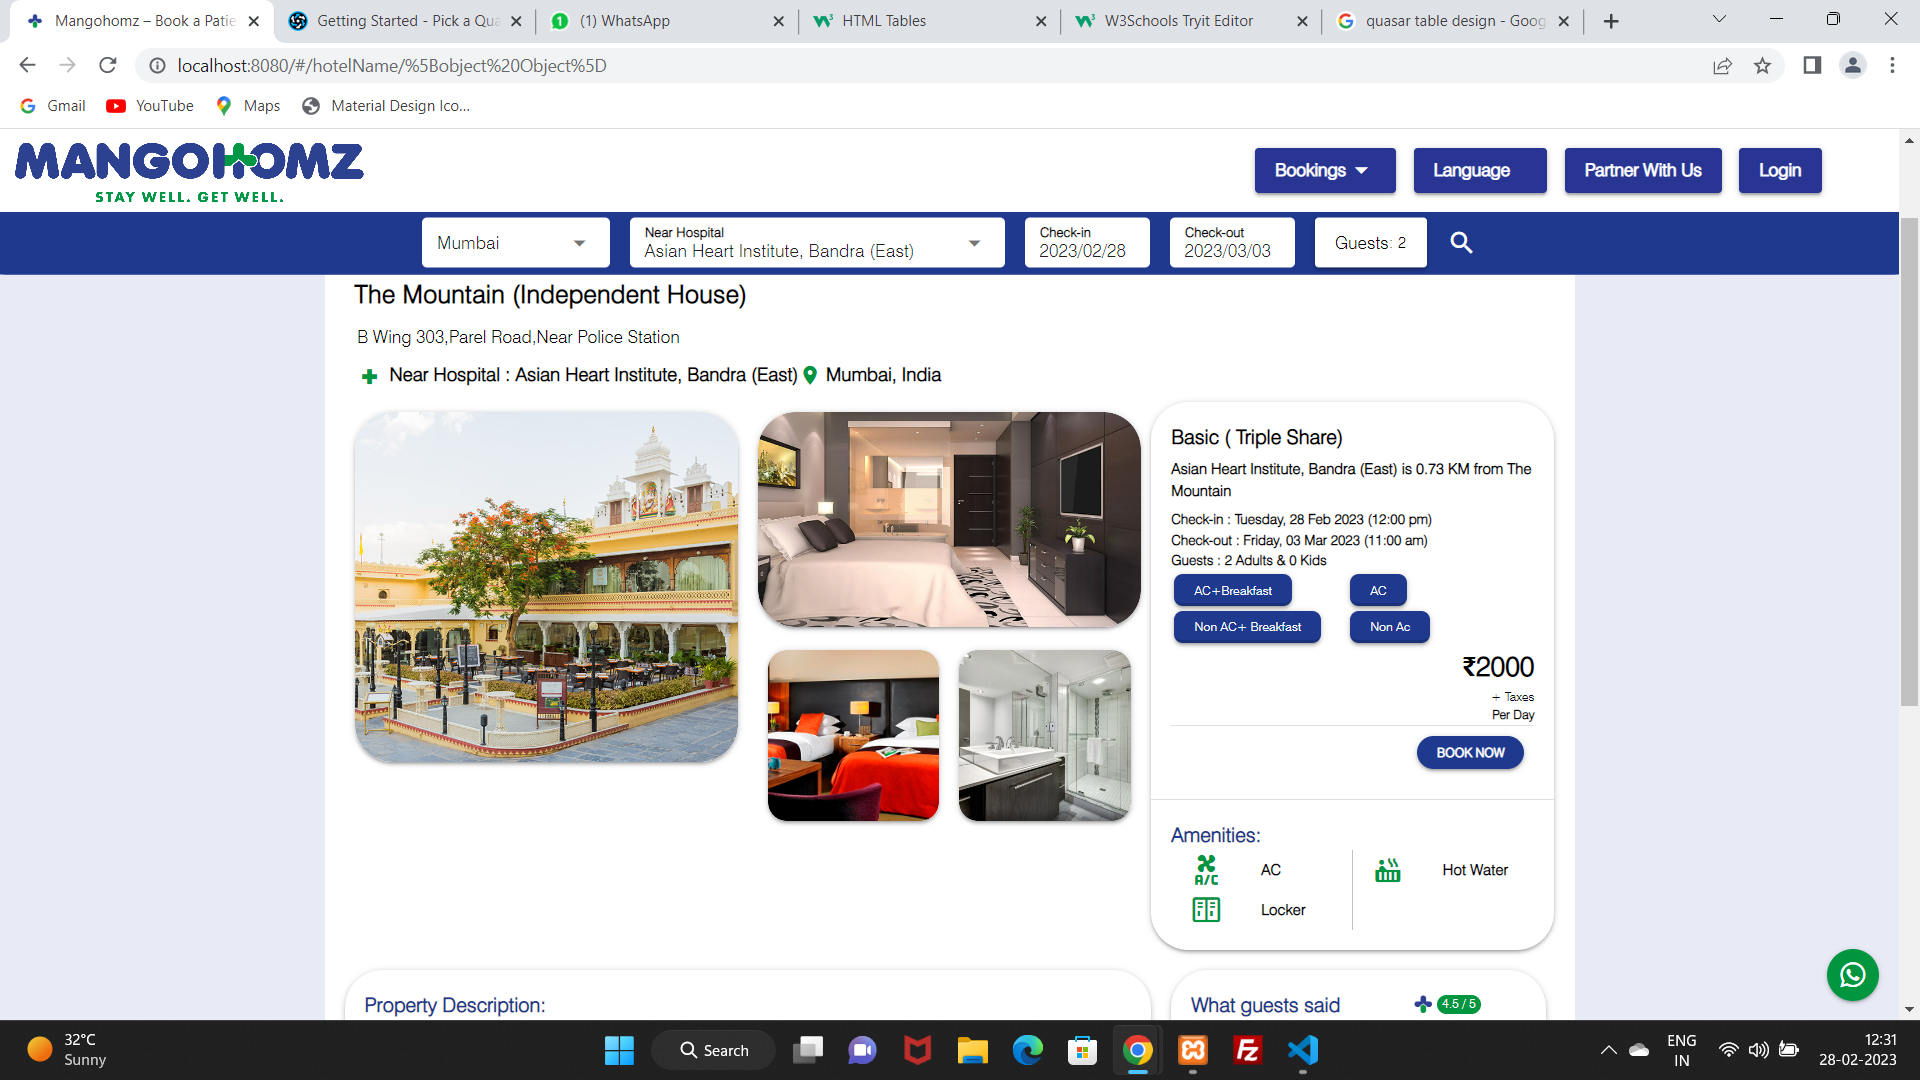 Mangohomz – Book a Patie
Getting Started - Pick a Qua
(1) WhatsApp
HTML Tables
W3Schools Tryit Editor
quasar table design - Goog
localhost:8080/#/hotelName/%5Bobject%20Object%5D
Gmail
YouTube
Maps
Material Design Ico...
MANGOHOMZ
STAY WELL. GET WELL.
Bookings
Language
Partner With Us
Login
Mumbai
Near Hospital
Asian Heart Institute, Bandra (East)
Check-in
2023/02/28
Check-out
2023/03/03
Guests: 2
The Mountain (Independent House)
B Wing 303,Parel Road,Near Police Station
Near Hospital : Asian Heart Institute, Bandra (East) Mumbai, India
Basic ( Triple Share)
Asian Heart Institute, Bandra (East) is 0.73 KM from The
Mountain
Check-in : Tuesday, 28 Feb 2023 (12:00 pm)
Check-out : Friday, 03 Mar 2023 (11:00 am)
Guests : 2 Adults & 0 Kids
AC+Breakfast
AC
Non AC+ Breakfast
Non Ac
₹2000
+ Taxes
Per Day
BOOK NOW
Amenities:
A/C
AC
Hot Water
Locker
Property Description:
What guests said
4.5 / 5
32°C
Sunny
Search
ENG
IN
12:31
28-02-2023